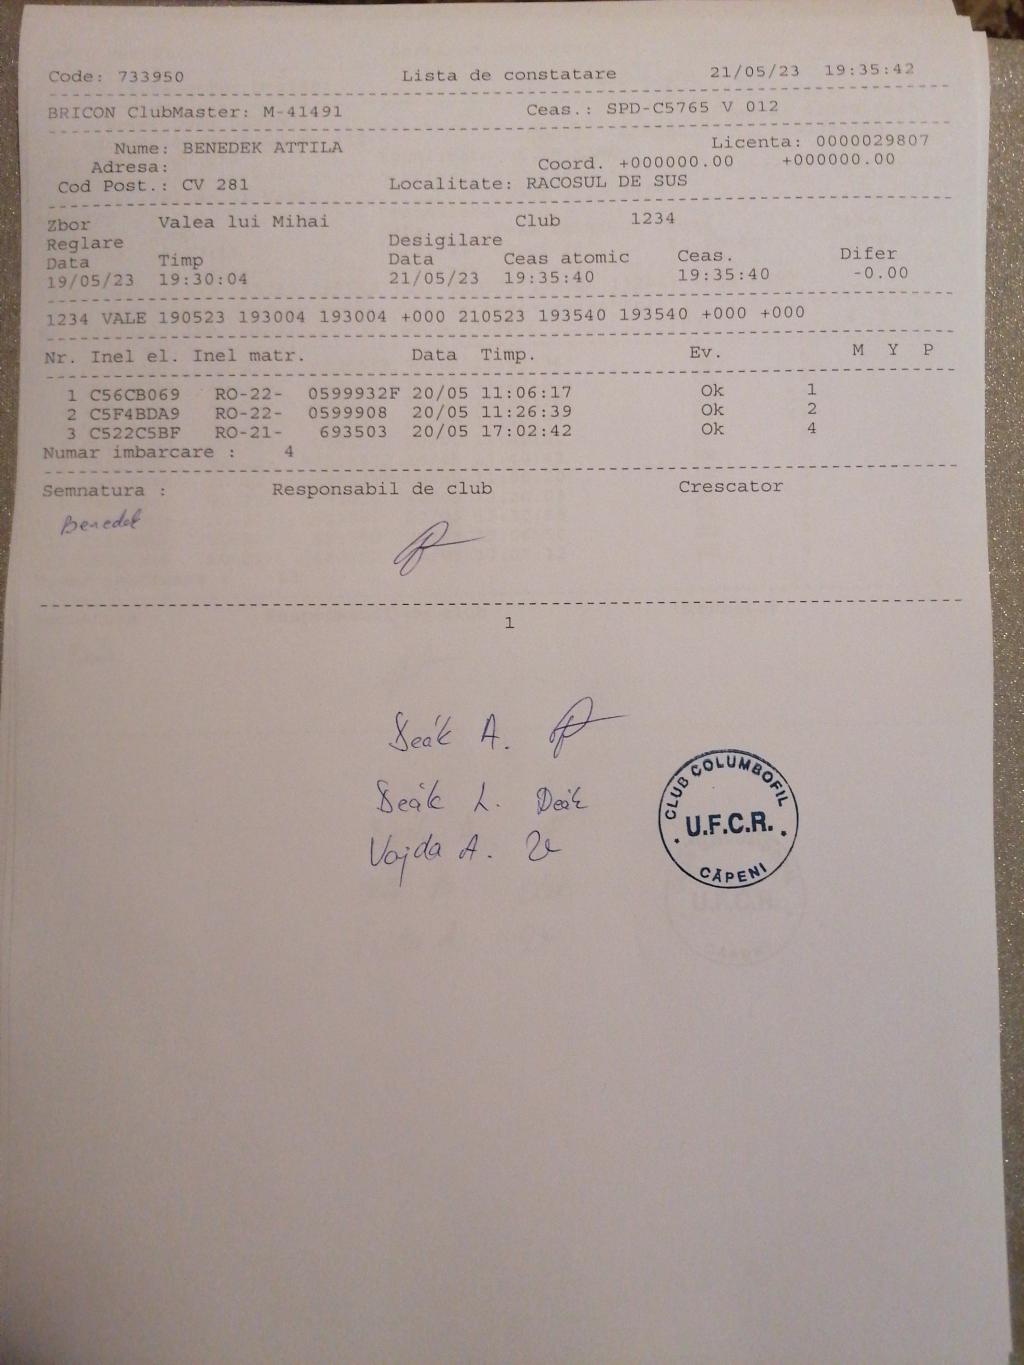 Code: 733950 Lista de constatare 21/05/23 19:35:42
BRICON ClubMaster: M-41491 Ceas.: SPD-C5765 V 012
Nume: BENEDEK ATTILA Licenta: 0000029807
Adresa: Coord. +000000.00 +000000.00
Cod Post.: CV 281 Localitate: RACOSUL DE SUS
Zbor Valea lui Mihai Club 1234
Reglare Desigilare
Data Timp Data Ceas atomic Ceas. Difer
19/05/23 19:30:04 21/05/23 19:35:40 19:35:40 -0.00
1234 VALE 190523 193004 193004 +000 210523 193540 193540 +000 +000
Nr. Inel el. Inel matr. Data Timp. Ev. M Y P
1 C56CB069 RO-22- 0599932F 20/05 11:06:17 Ok 1
2 C5F4BDA9 RO-22- 0599908 20/05 11:26:39 Ok 2
3 C522C5BF RO-21- 693503 20/05 17:02:42 Ok 4
Numar imbarcare : 4
Semnatura : Responsabil de club Crescator
Benedek
1
Deák A.
Deák L. Deák
Vajda A.
CLUB COLUMBOFIL
U.F.C.R.
CĂPENI